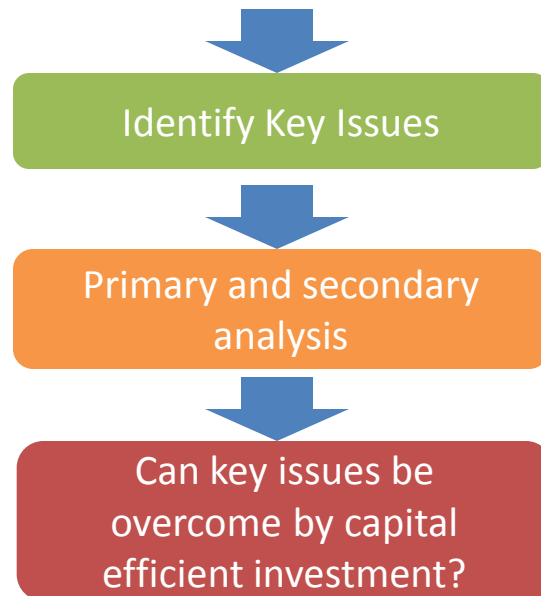 Identify Key Issues
Primary and secondary
analysis
Can key issues be
overcome by capital
efficient investment?